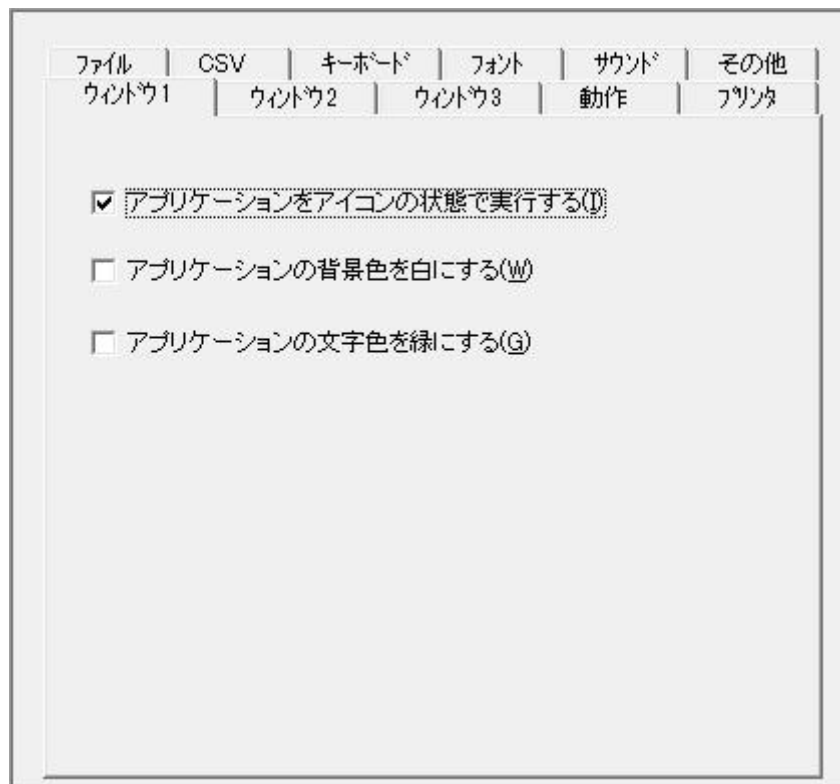 ﾌｧｲﾙ CSV ｷｰﾎﾞｰﾄﾞ ﾌｫﾝﾄ ｻｳﾝﾄﾞ その他
ｳｨﾝﾄﾞｳ1 ｳｨﾝﾄﾞｳ2 ｳｨﾝﾄﾞｳ3 動作 ﾌﾟﾘﾝﾀ
アプリケーションをアイコンの状態で実行する(I)
アプリケーションの背景色を白にする(W)
アプリケーションの文字色を緑にする(G)